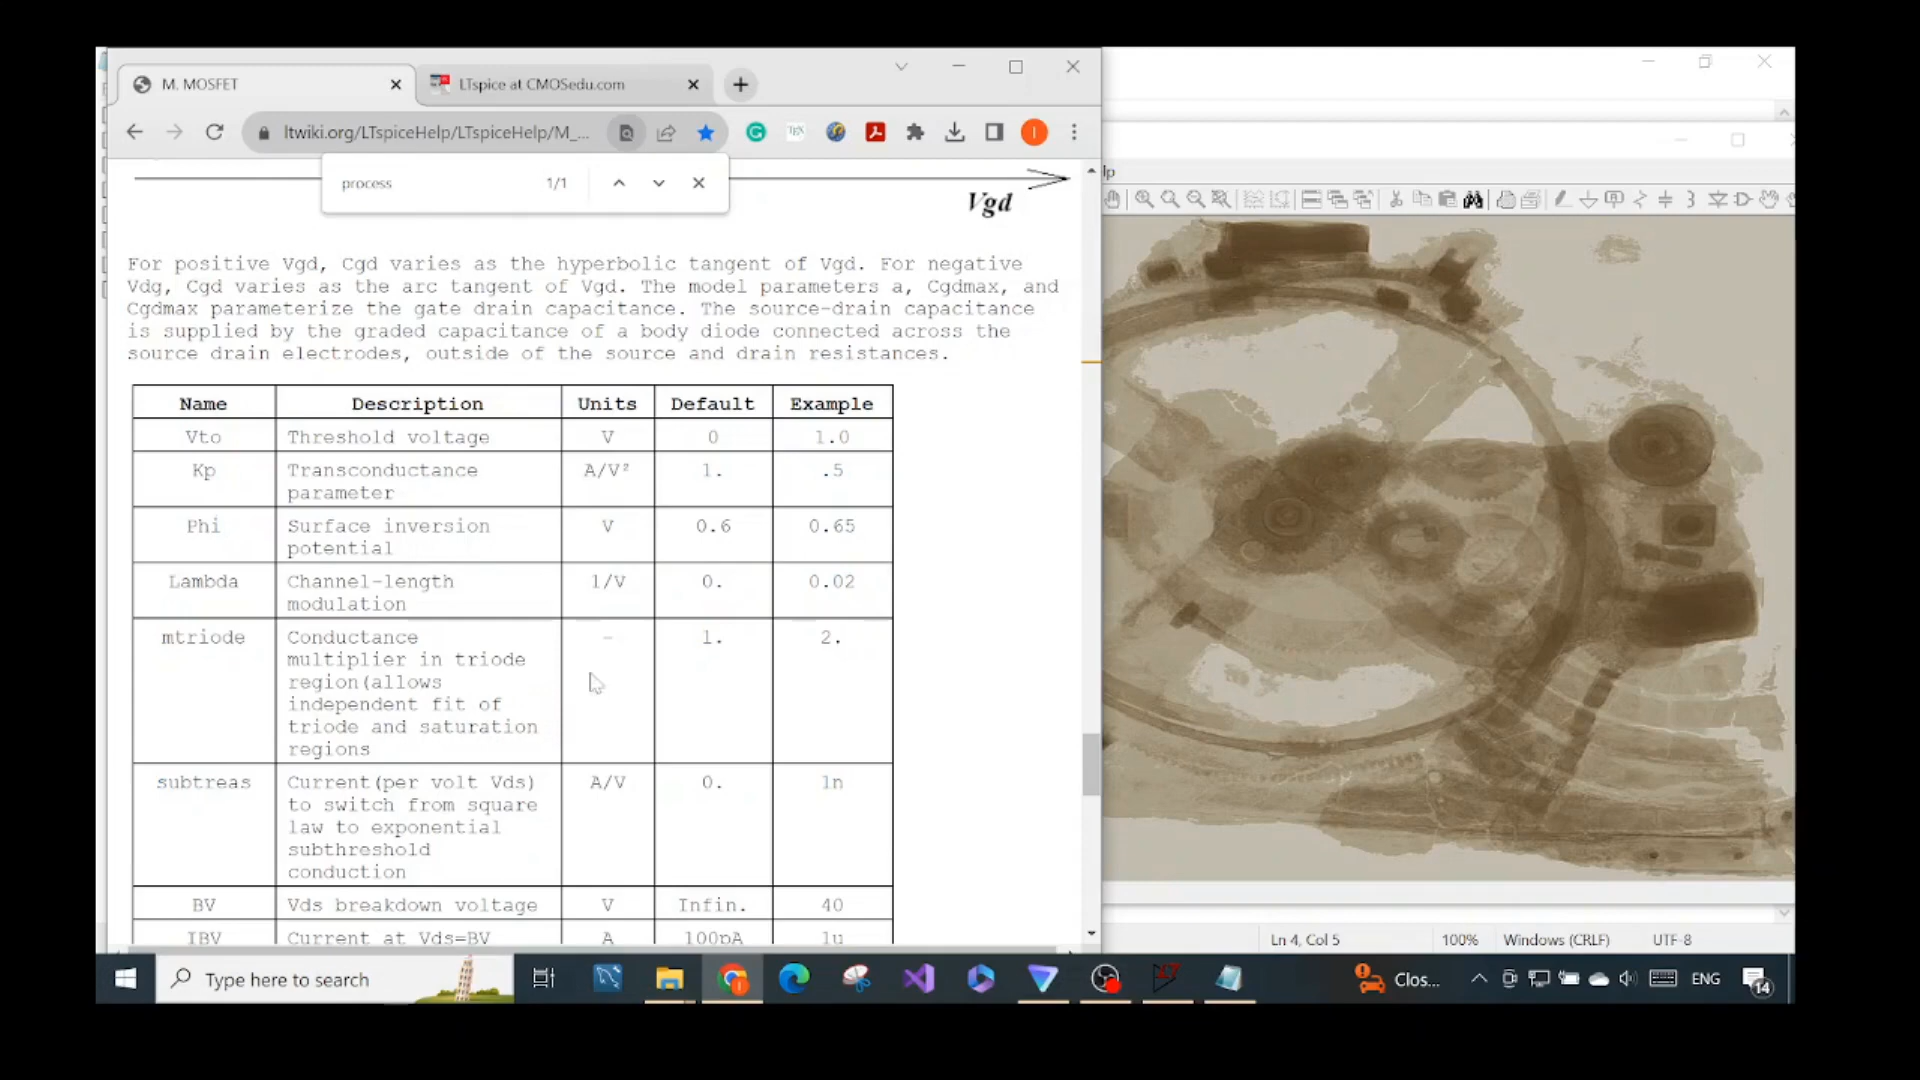 M. MOSFET
LTspice at CMOSedu.com
ltwiki.org/LTspiceHelp/LTspiceHelp/M_...
process 1/1
lp
Vgd
For positive Vgd, Cgd varies as the hyperbolic tangent of Vgd. For negative
Vdg, Cgd varies as the arc tangent of Vgd. The model parameters a, Cgdmax, and
Cgdmax parameterize the gate drain capacitance. The source-drain capacitance
is supplied by the graded capacitance of a body diode connected across the
source drain electrodes, outside of the source and drain resistances.
Name Description Units Default Example
Vto Threshold voltage V 0 1.0
Kp Transconductance A/V² 1. .5
parameter
Phi Surface inversion V 0.6 0.65
potential
Lambda Channel-length 1/V 0. 0.02
modulation
mtriode Conductance - 1. 2.
multiplier in triode
region(allows
independent fit of
triode and saturation
regions
subtreas Current(per volt Vds) A/V 0. 1n
to switch from square
law to exponential
subthreshold
conduction
BV Vds breakdown voltage V Infin. 40
IBV Current at Vds=BV A 100pA 1u
Ln 4, Col 5 100% Windows (CRLF) UTF-8
Type here to search
Clos... ENG 14